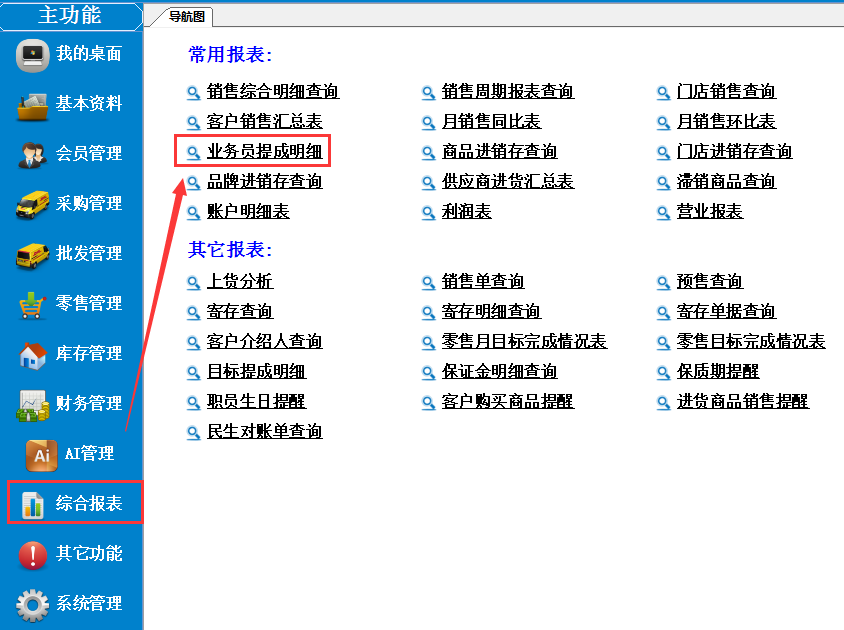 主功能
我的桌面
基本资料
会员管理
采购管理
批发管理
零售管理
库存管理
财务管理
Ai AI管理
综合报表
其它功能
系统管理
导航图
常用报表:
销售综合明细查询 销售周期报表查询 门店销售查询
客户销售汇总表 月销售同比表 月销售环比表
业务员提成明细 商品进销存查询 门店进销存查询
品牌进销存查询 供应商进货汇总表 滞销商品查询
账户明细表 利润表 营业报表
其它报表:
上货分析 销售单查询 预售查询
寄存查询 寄存明细查询 寄存单据查询
客户介绍人查询 零售月目标完成情况表 零售目标完成情况表
目标提成明细 保证金明细查询 保质期提醒
职员生日提醒 客户购买商品提醒 进货商品销售提醒
民生对账单查询